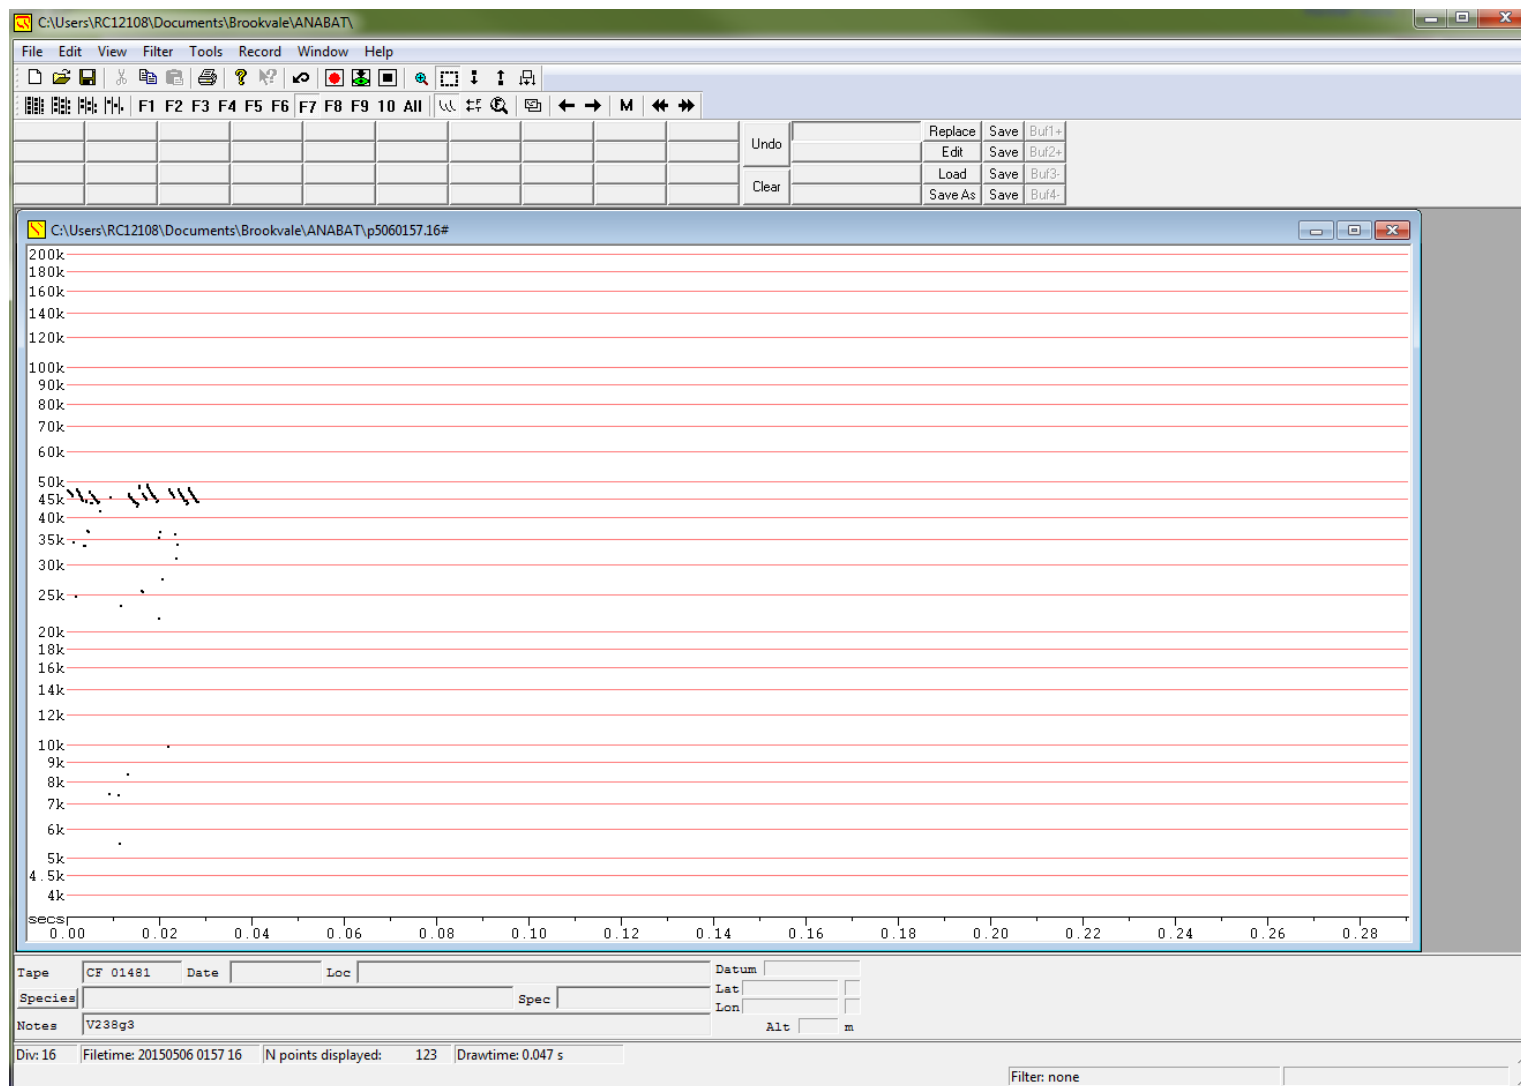 C:\Users\RC12108\Documents\Brookvale\ANABAT\
File Edit View Filter Tools Record Window Help
F1 F2 F3 F4 F5 F6 F7 F8 F9 10 All M
Undo Replace Save Buf1+
Edit Save Buf2+
Clear Load Save Buf3-
Save As Save Buf4-
C:\Users\RC12108\Documents\Brookvale\ANABAT\p5060157.16#
200k
180k
160k
140k
120k
100k
90k
80k
70k
60k
50k
45k
40k
35k
30k
25k
20k
18k
16k
14k
12k
10k
9k
8k
7k
6k
5k
4.5k
4k
secs
0.00 0.02 0.04 0.06 0.08 0.10 0.12 0.14 0.16 0.18 0.20 0.22 0.24 0.26 0.28
Tape CF 01481 Date Loc Datum
Species Spec Lat
Lon
Notes V238g3 Alt m
Div: 16 Filetime: 20150506 0157 16 N points displayed: 123 Drawtime: 0.047 s
Filter: none